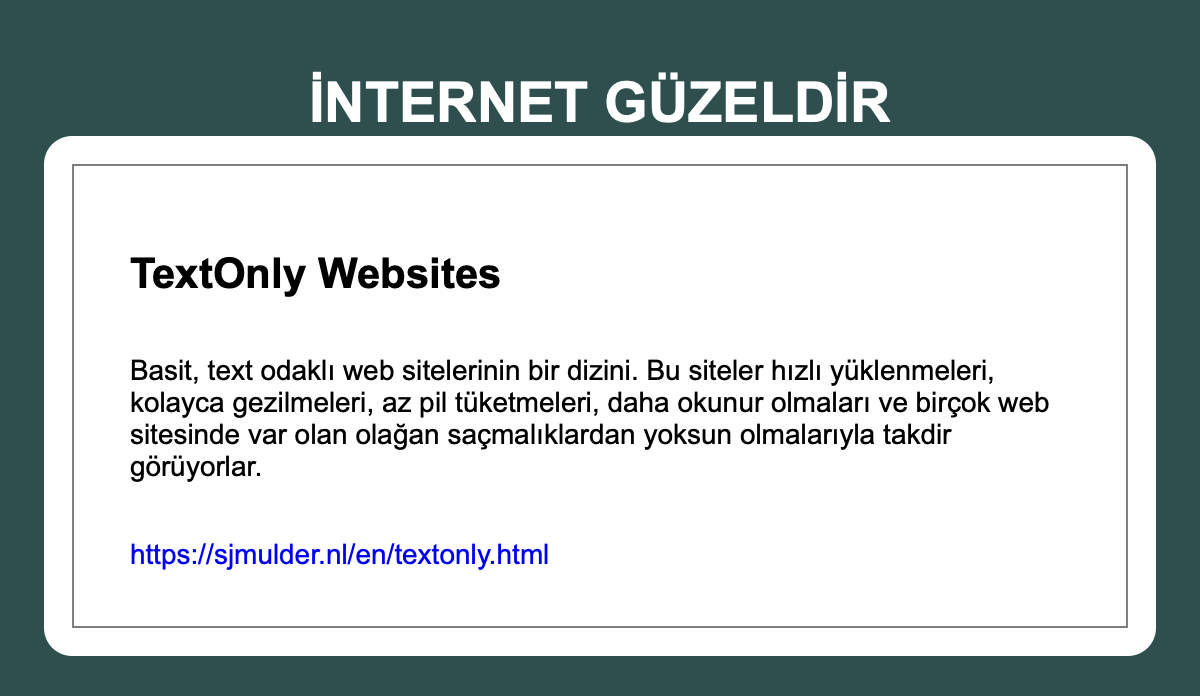 İNTERNET GÜZELDİR
TextOnly Websites
Basit, text odaklı web sitelerinin bir dizini. Bu siteler hızlı yüklenmeleri,
kolayca gezilmeleri, az pil tüketmeleri, daha okunur olmaları ve birçok web
sitesinde var olan olağan saçmalıklardan yoksun olmalarıyla takdir
görüyorlar.
https://sjmulder.nl/en/textonly.html